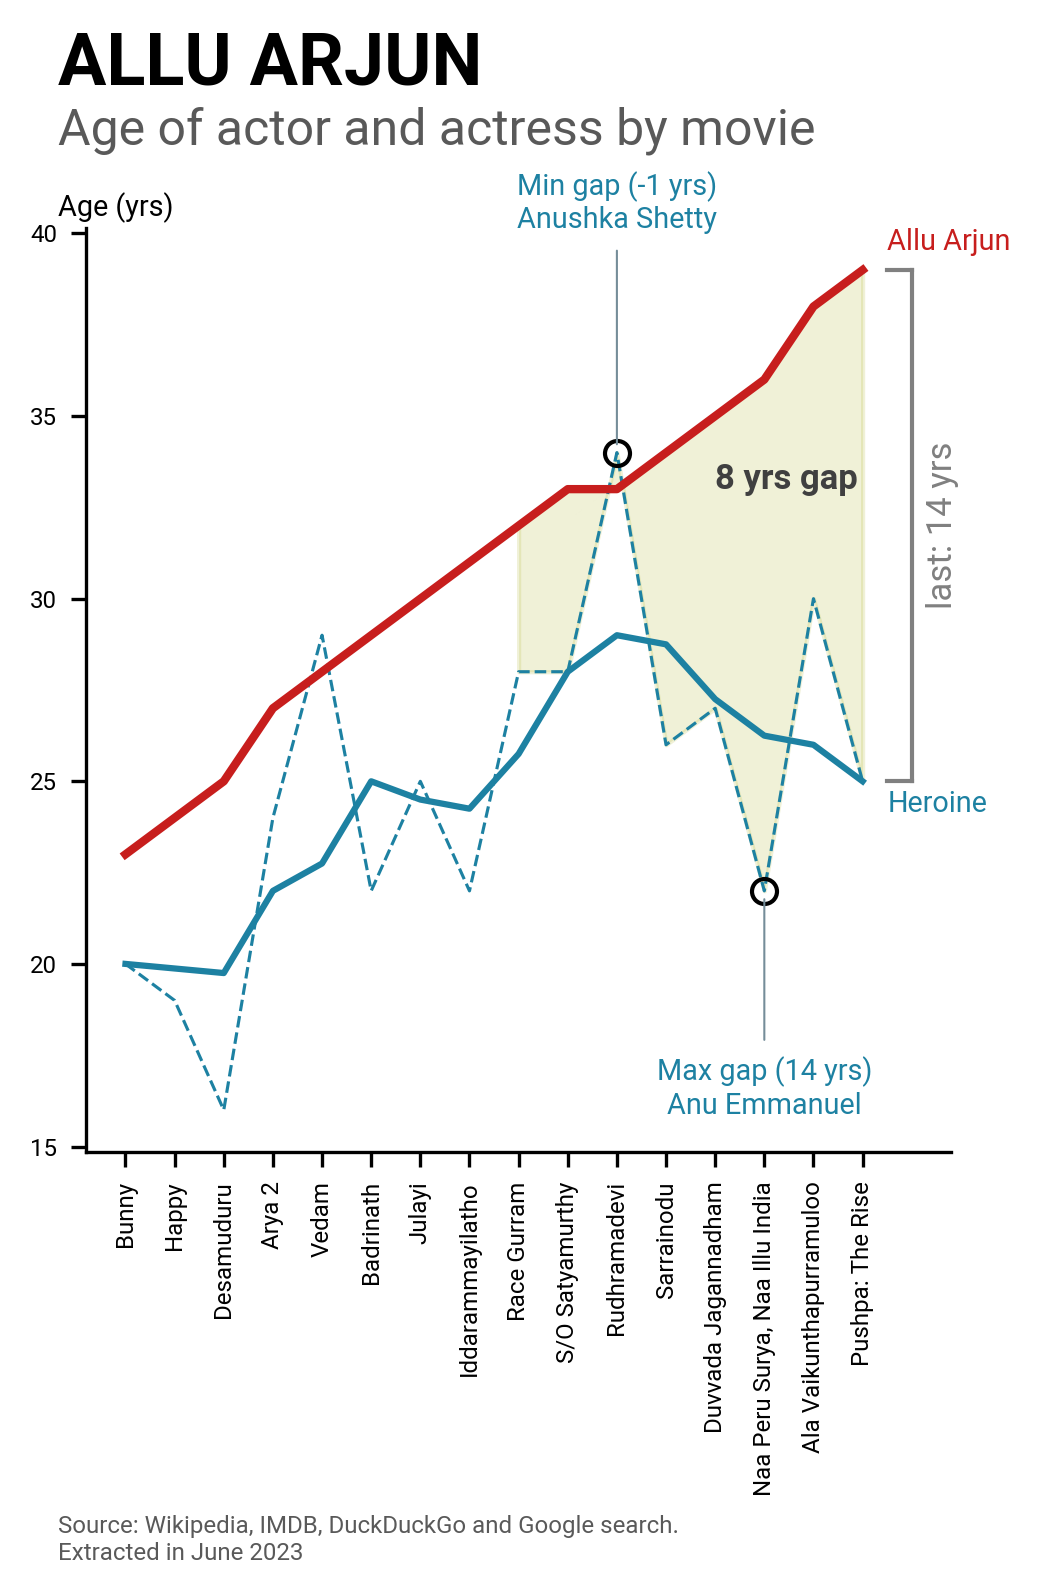 ALLU ARJUN
Age of actor and actress by movie
Min gap (-1 yrs)
Anushka Shetty
Age (yrs)
40
35
30
25
20
15
Allu Arjun
8 yrs gap
last: 14 yrs
Heroine
Max gap (14 yrs)
Anu Emmanuel
Bunny
Happy
Desamuduru
Arya 2
Vedam
Badrinath
Julayi
Iddarammayilatho
Race Gurram
S/O Satyamurthy
Rudhramadevi
Sarrainodu
Duvvada Jagannadham
Naa Peru Surya, Naa Illu India
Ala Vaikunthapurramuloo
Pushpa: The Rise
Source: Wikipedia, IMDB, DuckDuckGo and Google search.
Extracted in June 2023